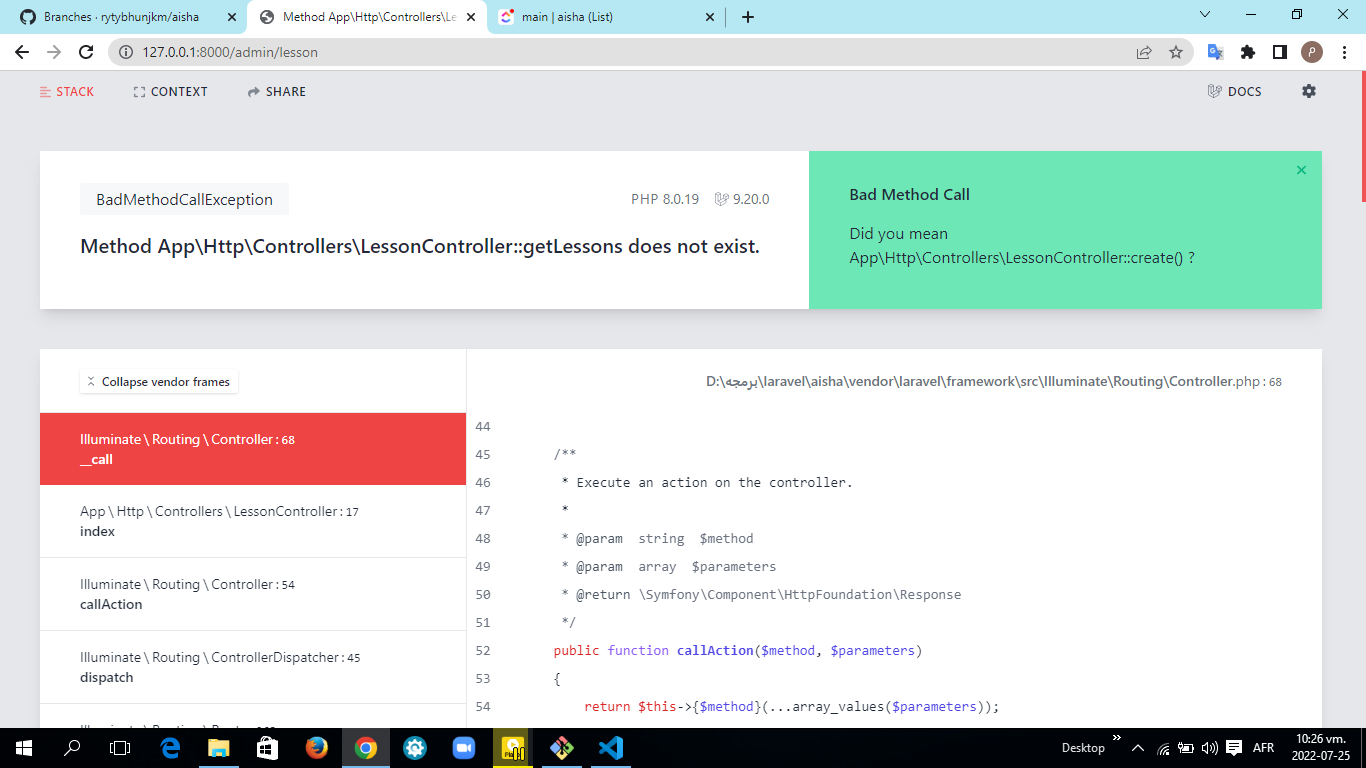 Branches · rytybhunjkm/aisha
Method App\Http\Controllers\Le
main | aisha (List)
127.0.0.1:8000/admin/lesson
P
STACK
CONTEXT
SHARE
DOCS
BadMethodCallException
PHP 8.0.19
9.20.0
Method App\Http\Controllers\LessonController::getLessons does not exist.
Bad Method Call
Did you mean
App\Http\Controllers\LessonController::create() ?
Collapse vendor frames
D:\برمجه\laravel\aisha\vendor\laravel\framework\src\Illuminate\Routing\Controller.php : 68
Illuminate \ Routing \ Controller : 68
__call
App \ Http \ Controllers \ LessonController : 17
index
Illuminate \ Routing \ Controller : 54
callAction
Illuminate \ Routing \ ControllerDispatcher : 45
dispatch
44
45 /**
46 * Execute an action on the controller.
47 *
48 * @param  string  $method
49 * @param  array  $parameters
50 * @return \Symfony\Component\HttpFoundation\Response
51 */
52 public function callAction($method, $parameters)
53 {
54 return $this->{$method}(...array_values($parameters));
Desktop
AFR
10:26 vm.
2022-07-25